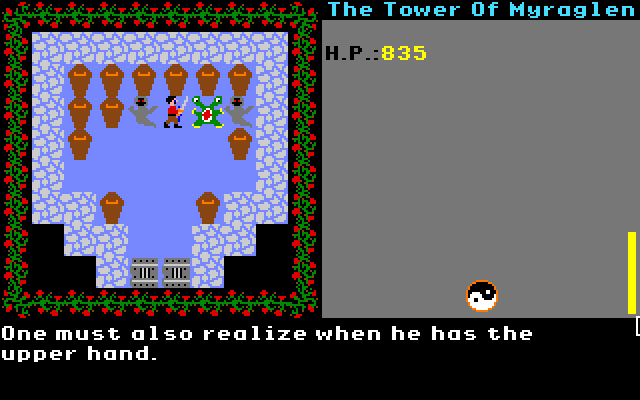 The Tower Of Myraglen
H.P.:835
One must also realize when he has the
upper hand.